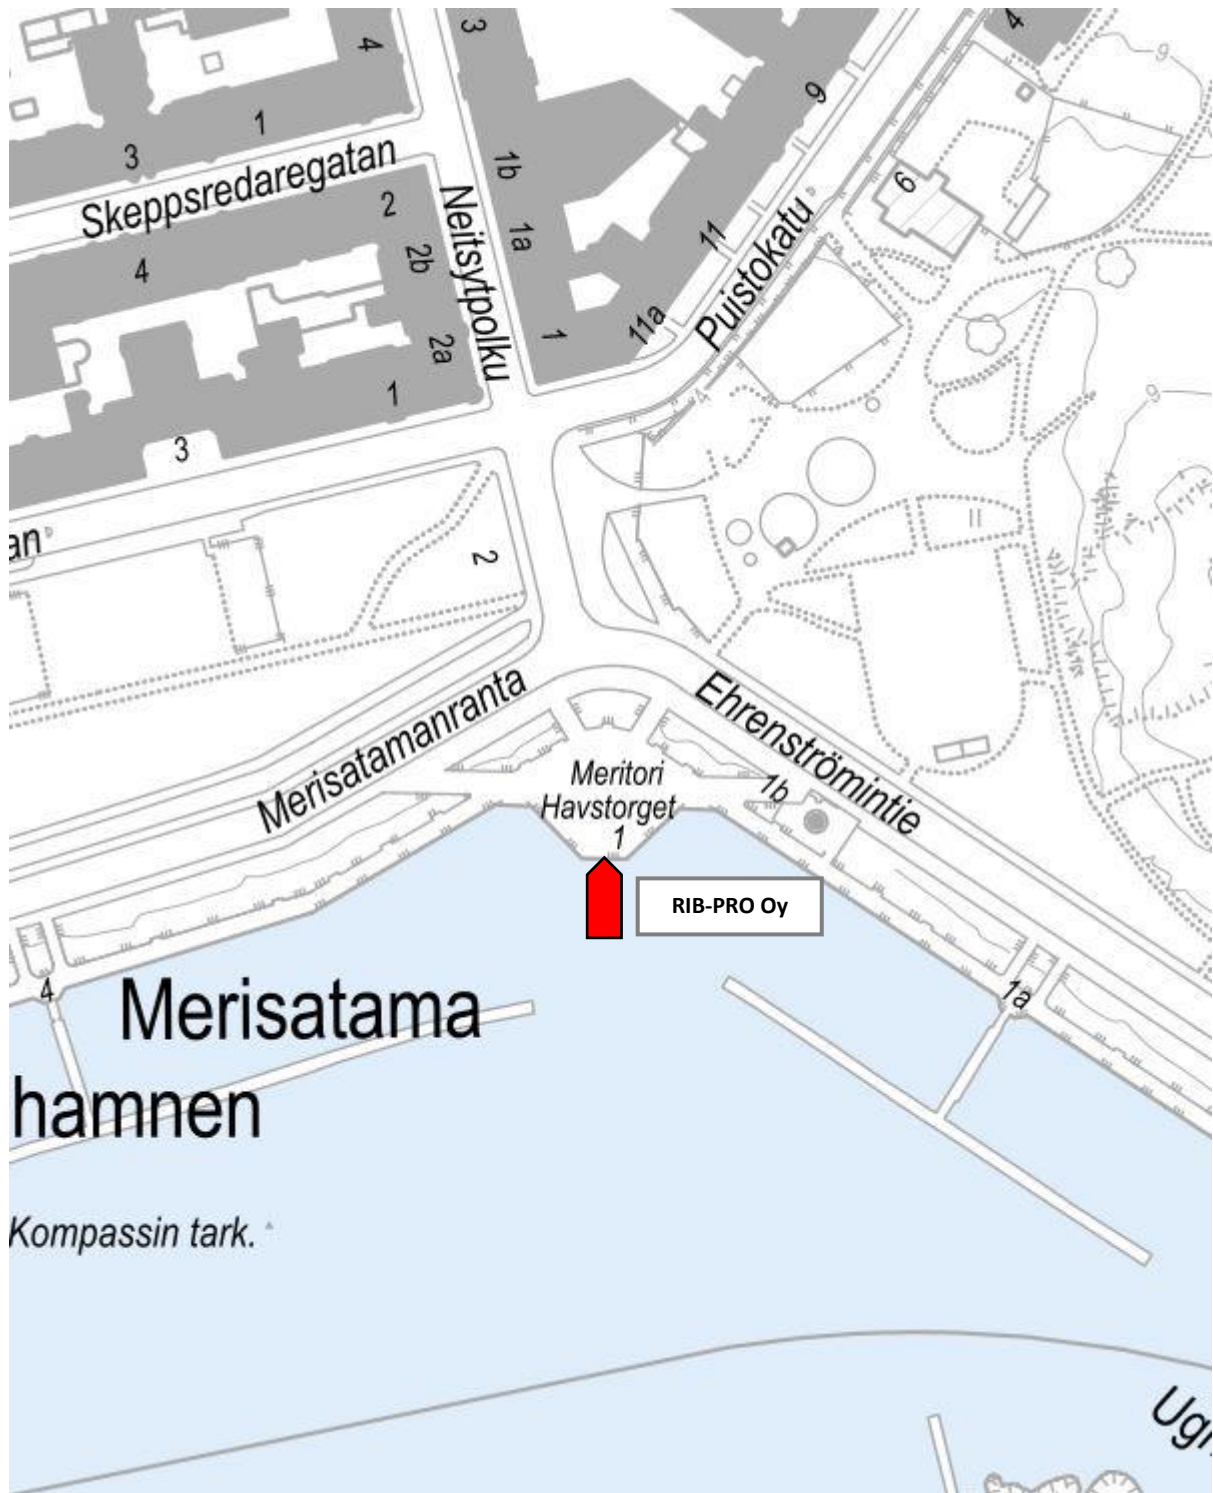 3
4
4
9
1
9
3
1b
Skeppsredaregatan
6
2
Neitsytpolku
1a
11
Puistokatu
2b
4
11a
1
2a
1
3
an
2
9
Merisatamanranta
Ehrenströmintie
Meritori
Havstorget
1
1b
RIB-PRO Oy
4
1a
Merisatama
hamnen
Kompassin tark.